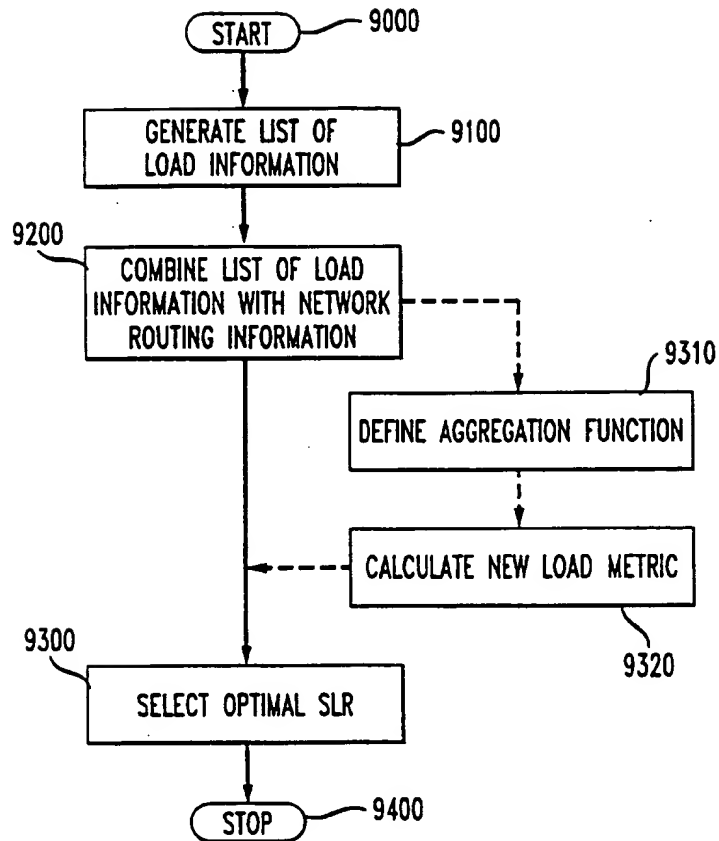 START
9000
GENERATE LIST OF
LOAD INFORMATION
9100
9200
COMBINE LIST OF LOAD
INFORMATION WITH NETWORK
ROUTING INFORMATION
9310
DEFINE AGGREGATION FUNCTION
CALCULATE NEW LOAD METRIC
9320
9300
SELECT OPTIMAL SLR
STOP
9400